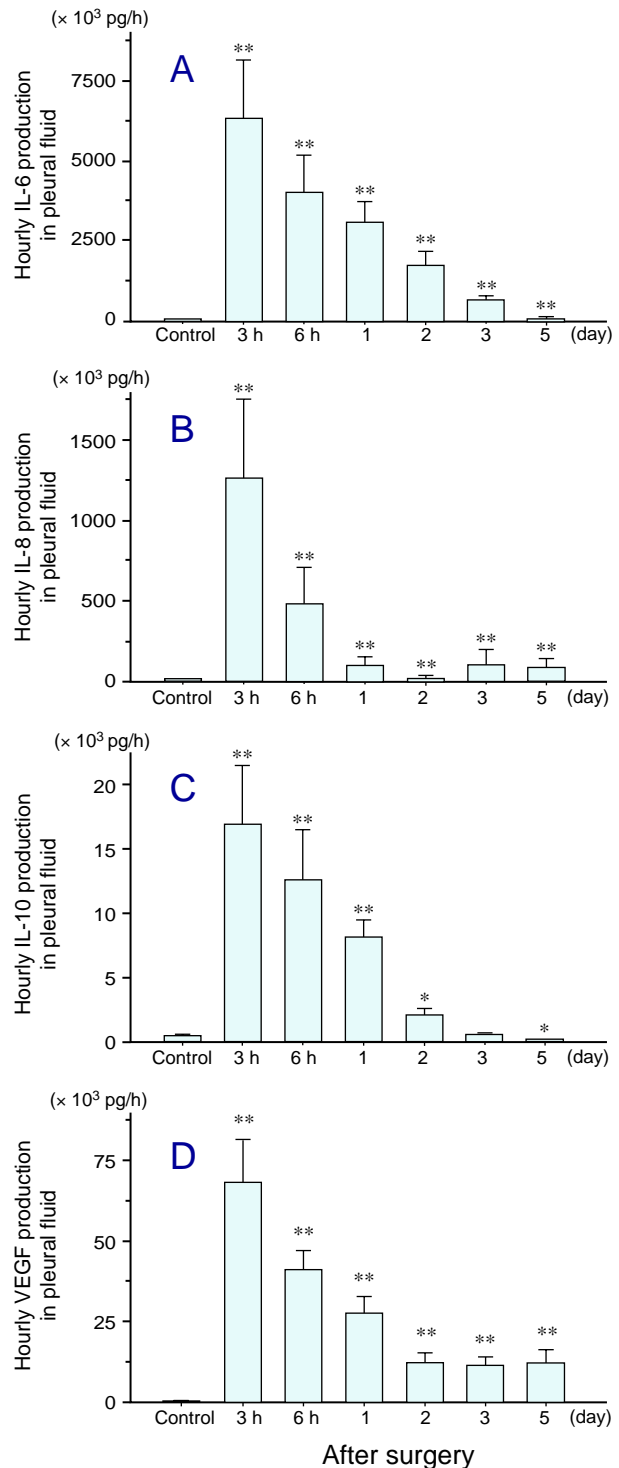 (× 10³ pg/h)
A
Hourly IL-6 production
in pleural fluid
7500
5000
2500
0
**
**
**
**
**
**
Control 3 h 6 h 1 2 3 5 (day)
(× 10³ pg/h)
B
Hourly IL-8 production
in pleural fluid
1500
1000
500
0
**
**
**
**
**
**
Control 3 h 6 h 1 2 3 5 (day)
(× 10³ pg/h)
C
Hourly IL-10 production
in pleural fluid
20
15
10
5
0
**
**
**
*
*
Control 3 h 6 h 1 2 3 5 (day)
(× 10³ pg/h)
D
Hourly VEGF production
in pleural fluid
75
50
25
0
**
**
**
**
**
**
Control 3 h 6 h 1 2 3 5 (day)
After surgery